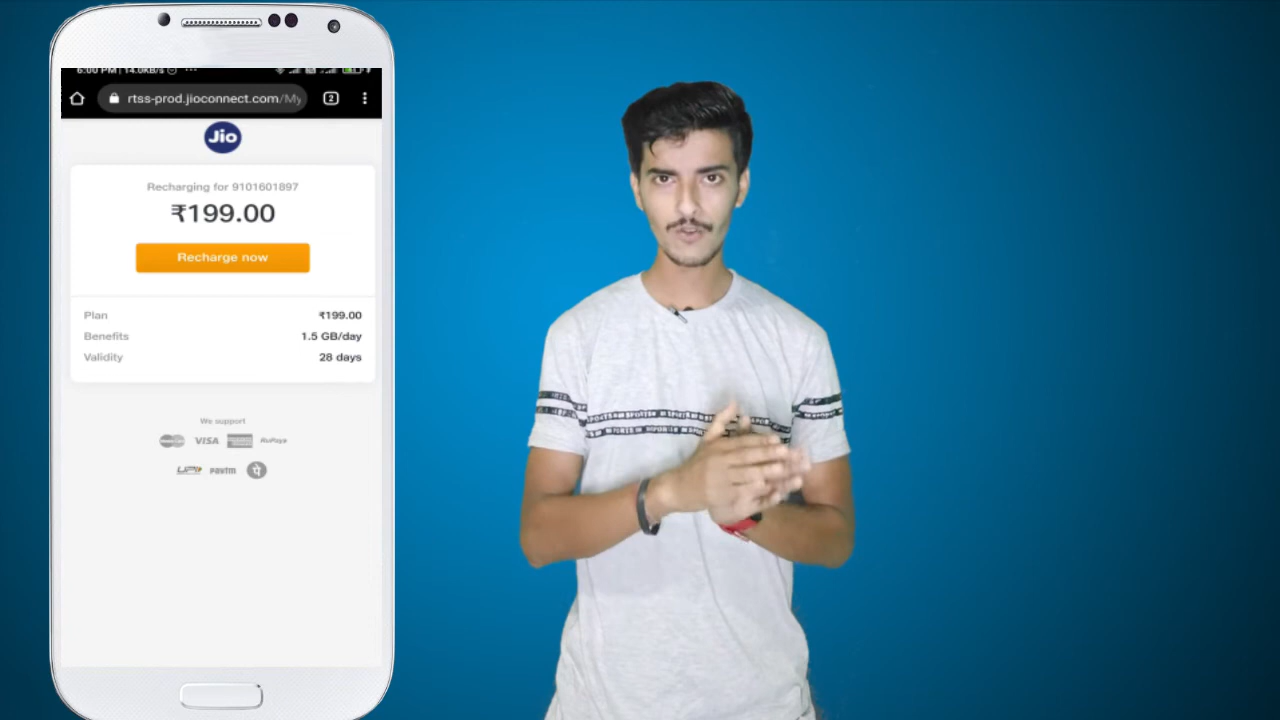 6:00 PM | 14.0KB/s
rtss-prod.jioconnect.com/My
2
Jio
Recharging for 9101601897
₹199.00
Recharge now
Plan ₹199.00
Benefits 1.5 GB/day
Validity 28 days
We support
VISA RuPay
UPI Paytm पे